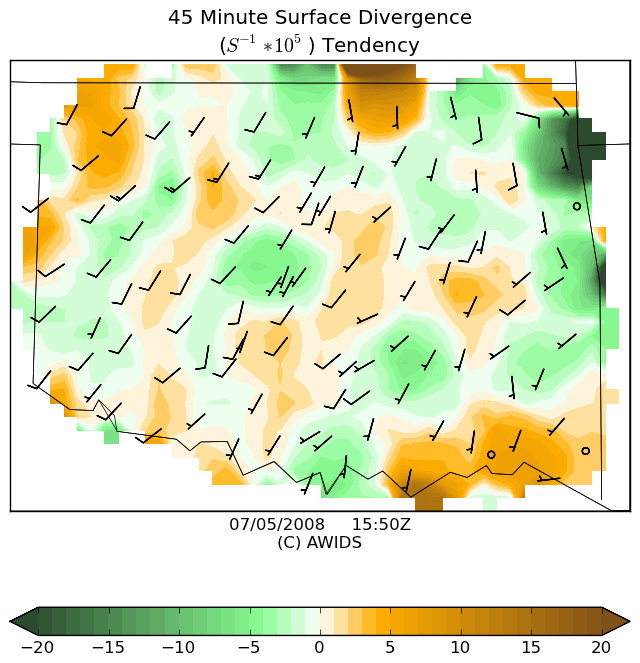 45 Minute Surface Divergence
(S⁻¹ * 10⁵ ) Tendency
07/05/2008 15:50Z
(C) AWIDS
−20 −15 −10 −5 0 5 10 15 20